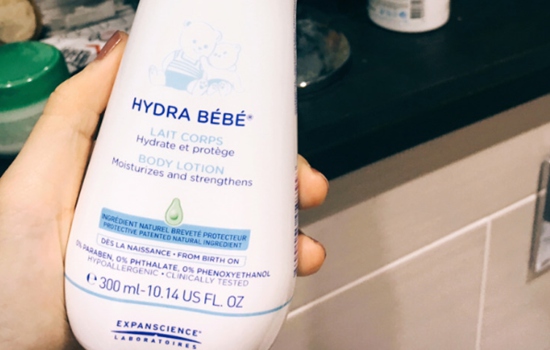 HYDRA BÉBÉ®
LAIT CORPS
Hydrate et protège
BODY LOTION
Moisturizes and strengthens
INGRÉDIENT NATUREL BREVETÉ PROTECTEUR
PROTECTIVE PATENTED NATURAL INGREDIENT
DÈS LA NAISSANCE • FROM BIRTH ON
0% PARABEN, 0% PHTHALATE, 0% PHENOXYETHANOL
HYPOALLERGENIC • CLINICALLY TESTED
℮ 300 ml-10.14 US FL. OZ
EXPANSCIENCE®
LABORATOIRES